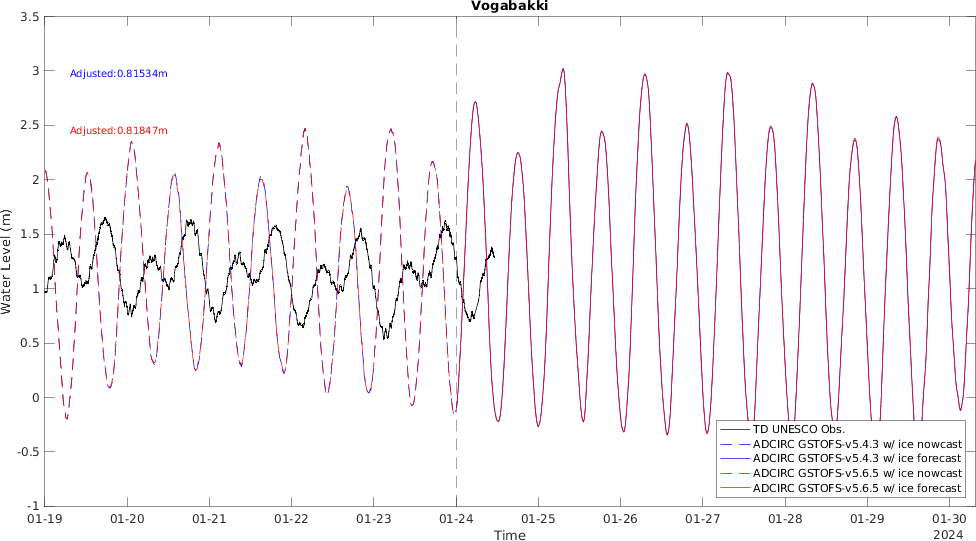 Vogabakki
Adjusted:0.81534m
Adjusted:0.81847m
Water Level (m)
3.5
3
2.5
2
1.5
1
0.5
0
-0.5
-1
TD UNESCO Obs.
ADCIRC GSTOFS-v5.4.3 w/ ice nowcast
ADCIRC GSTOFS-v5.4.3 w/ ice forecast
ADCIRC GSTOFS-v5.6.5 w/ ice nowcast
ADCIRC GSTOFS-v5.6.5 w/ ice forecast
01-19 01-20 01-21 01-22 01-23 01-24 01-25 01-26 01-27 01-28 01-29 01-30
Time
2024